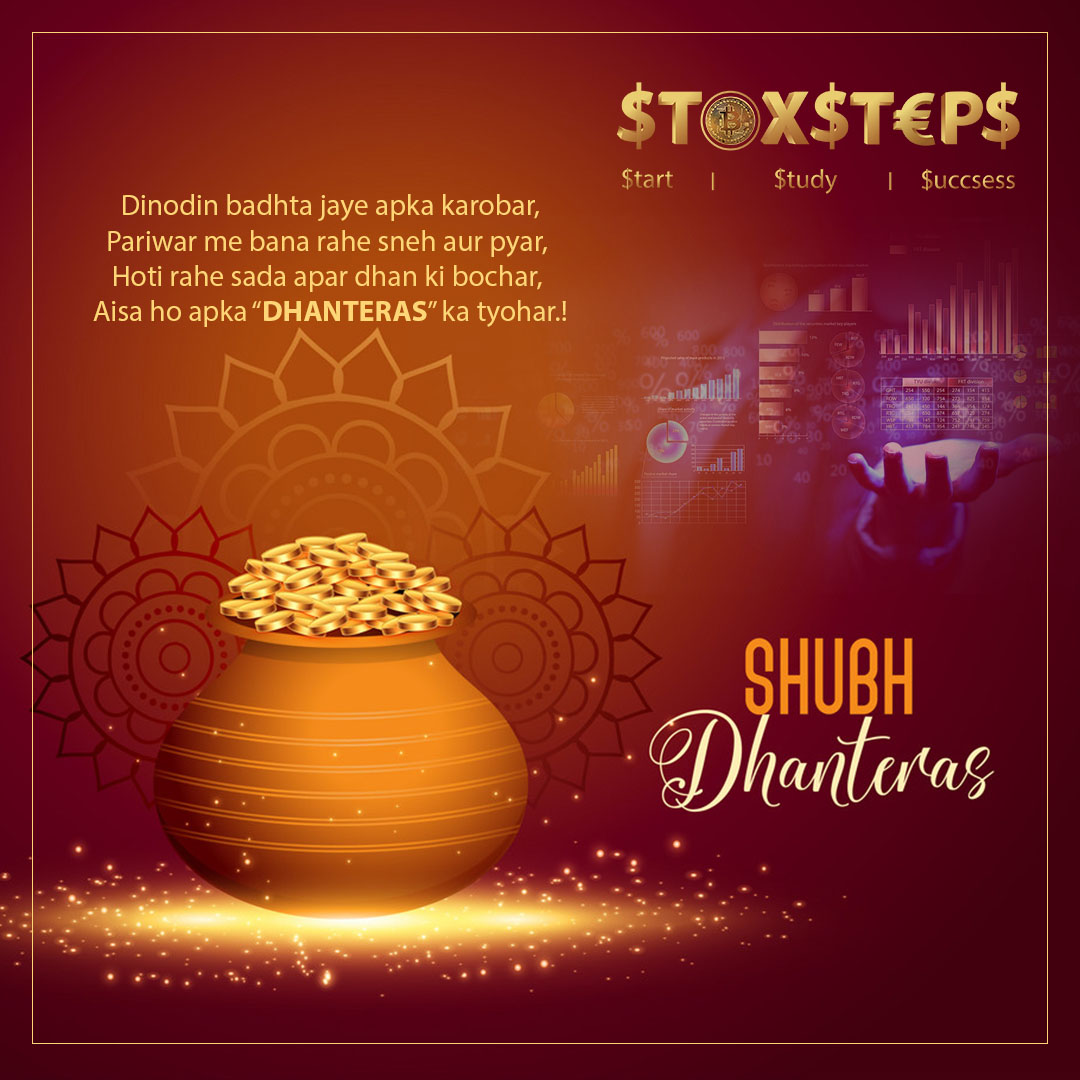 $TOX$T€P$
$tart | $tudy | $uccsess
Dinodin badhta jaye apka karobar,
Pariwar me bana rahe sneh aur pyar,
Hoti rahe sada apar dhan ki bochar,
Aisa ho apka “DHANTERAS” ka tyohar.!
SHUBH
Dhanteras